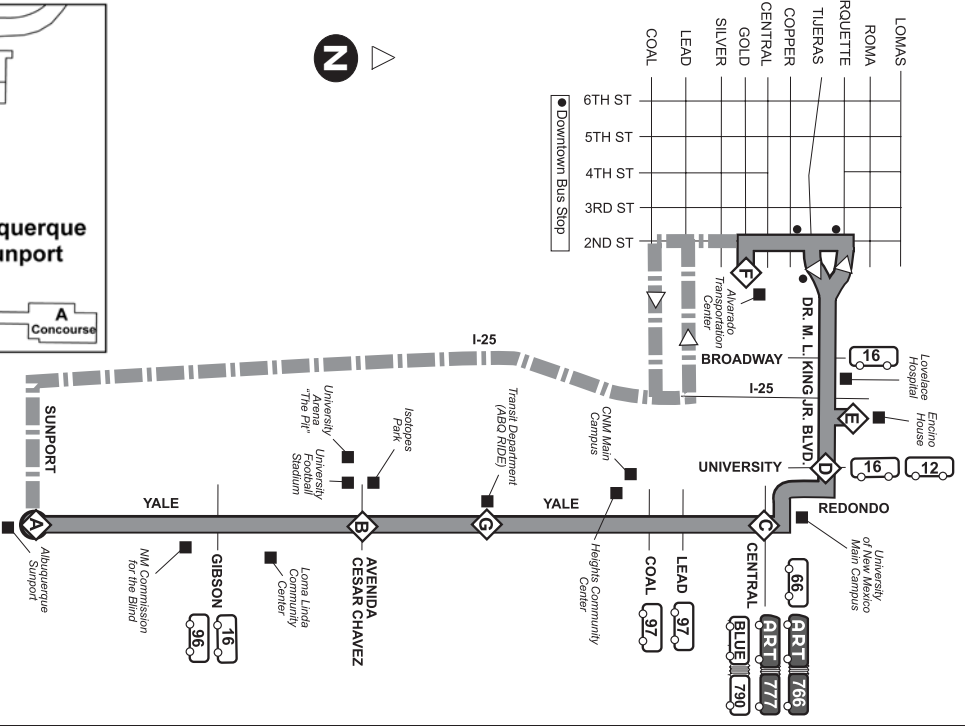 querque
unport
A
Concourse
N
COAL
LEAD
SILVER
GOLD
CENTRAL
COPPER
TIJERAS
RQUETTE
ROMA
LOMAS
6TH ST
5TH ST
4TH ST
3RD ST
2ND ST
Downtown Bus Stop
F
Alvarado
Transportation
Center
DR. M. L. KING JR. BLVD.
BROADWAY
16
Lovelace
Hospital
I-25
I-25
E
Encino
House
UNIVERSITY
D
16
12
REDONDO
University
of New Mexico
Main Campus
CNM Main
Campus
Transit Department
(ABQ RIDE)
Isotopes
Park
University
Arena
"The Pit"
University
Football
Stadium
SUNPORT
YALE
YALE
A
B
G
C
Albuquerque
Sunport
NM Commission
for the Blind
GIBSON
16
96
Loma Linda
Community
Center
AVENIDA
CESAR CHAVEZ
Heights Community
Center
COAL
97
LEAD
97
CENTRAL
66
BLUE 790
ART 777
ART 766